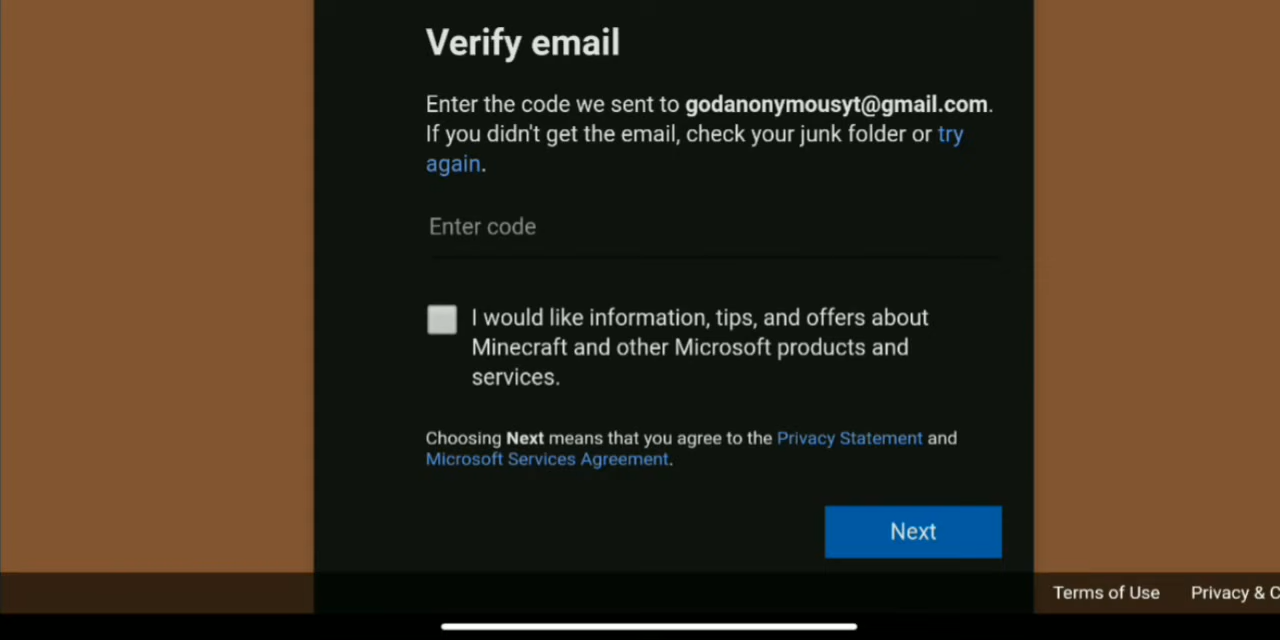 Verify email
Enter the code we sent to godanonymousyt@gmail.com.
If you didn't get the email, check your junk folder or try
again.
Enter code
I would like information, tips, and offers about
Minecraft and other Microsoft products and
services.
Choosing Next means that you agree to the Privacy Statement and
Microsoft Services Agreement.
Next
Terms of Use Privacy & C